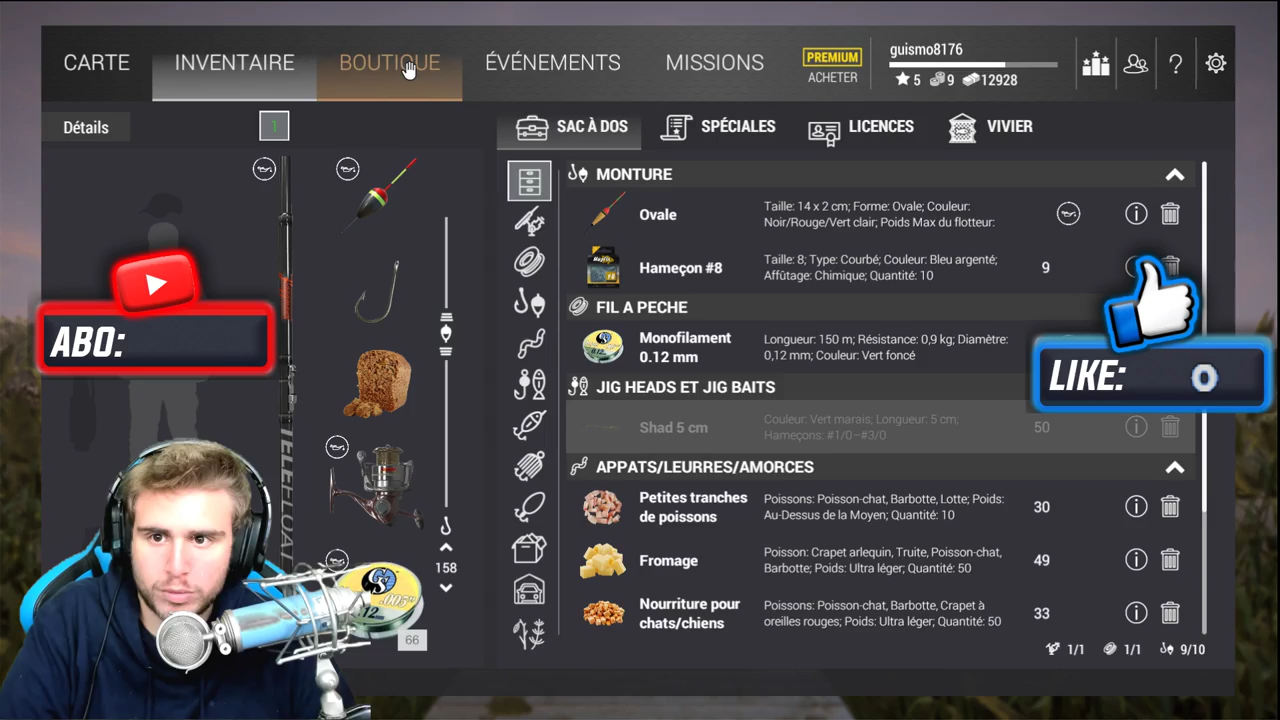 CARTE
INVENTAIRE
BOUTIQUE
ÉVÉNEMENTS
MISSIONS
PREMIUM
ACHETER
guismo8176
5 9 12928
?
Détails
1
SAC À DOS
SPÉCIALES
LICENCES
VIVIER
MONTURE
Ovale
Taille: 14 x 2 cm; Forme: Ovale; Couleur:
Noir/Rouge/Vert clair; Poids Max du flotteur:
Hameçon #8
Taille: 8; Type: Courbé; Couleur: Bleu argenté;
Affûtage: Chimique; Quantité: 10
9
FIL A PECHE
Monofilament
0.12 mm
Longueur: 150 m; Résistance: 0,9 kg; Diamètre:
0,12 mm; Couleur: Vert foncé
JIG HEADS ET JIG BAITS
Shad 5 cm
Couleur: Vert marais; Longueur: 5 cm;
Hameçons: #1/0–#3/0
50
APPATS/LEURRES/AMORCES
Petites tranches
de poissons
Poissons: Poisson-chat, Barbotte, Lotte; Poids:
Au-Dessus de la Moyen; Quantité: 10
30
Fromage
Poisson: Crapet arlequin, Truite, Poisson-chat,
Barbotte; Poids: Ultra léger; Quantité: 50
49
Nourriture pour
chats/chiens
Poissons: Poisson-chat, Barbotte, Crapet à
oreilles rouges; Poids: Ultra léger; Quantité: 50
33
1/1 1/1 9/10
ABO:
LIKE: 0
TELEFLOAT
158
.005"
66